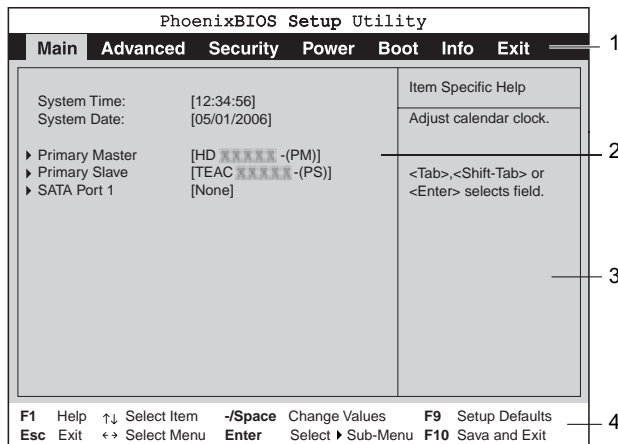 PhoenixBIOS Setup Utility
Main Advanced Security Power Boot Info Exit
1
System Time: [12:34:56]
System Date: [05/01/2006]
Primary Master [HD XXXXX -(PM)]
Primary Slave [TEAC XXXXX -(PS)]
SATA Port 1 [None]
2
Item Specific Help
Adjust calendar clock.
<Tab>,<Shift-Tab> or
<Enter> selects field.
3
F1 Help ↑↓ Select Item -/Space Change Values F9 Setup Defaults
Esc Exit ←→ Select Menu Enter Select ▶ Sub-Menu F10 Sava and Exit
4